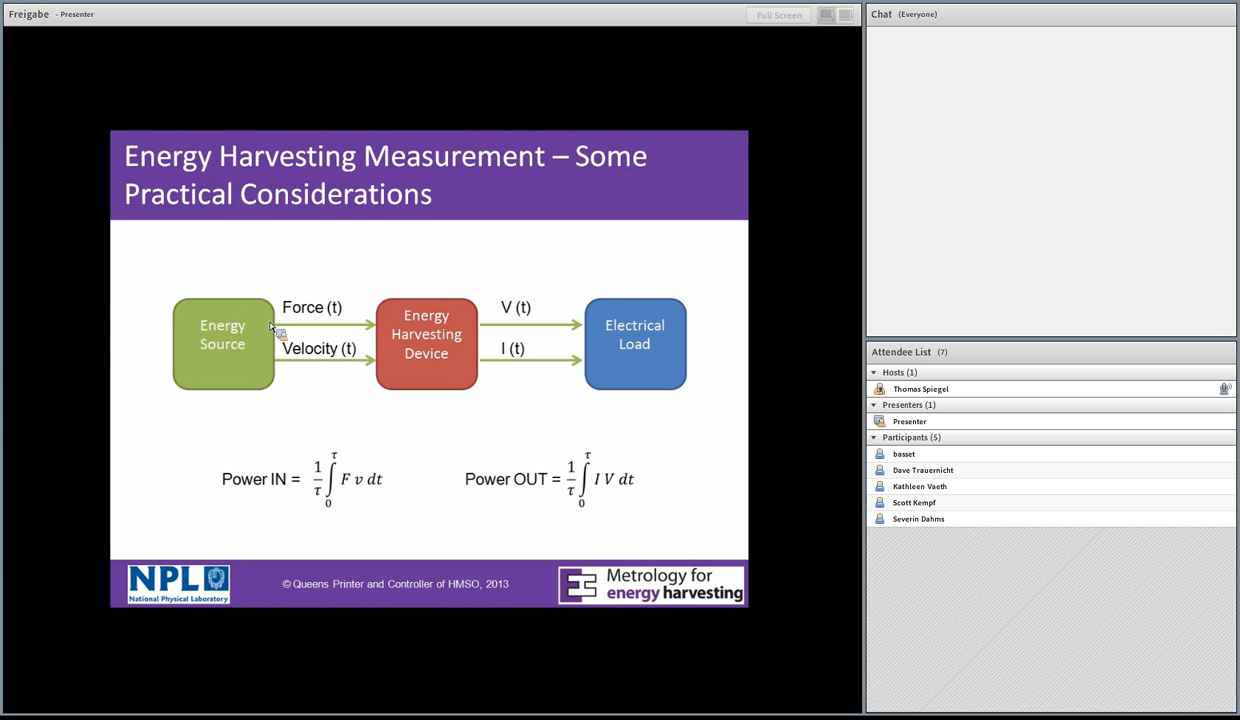 Freigabe - Presenter
Full Screen
Energy Harvesting Measurement – Some
Practical Considerations
Energy
Source
Force (t)
Velocity (t)
Energy
Harvesting
Device
V (t)
I (t)
Electrical
Load
Power IN = 1/τ ∫₀^τ F v dt
Power OUT = 1/τ ∫₀^τ I V dt
NPL
National Physical Laboratory
© Queens Printer and Controller of HMSO, 2013
Metrology for
energy harvesting
Chat (Everyone)
Attendee List (7)
Hosts (1)
Thomas Spiegel
Presenters (1)
Presenter
Participants (5)
basset
Dave Trauernicht
Kathleen Vaeth
Scott Kempf
Severin Dahms